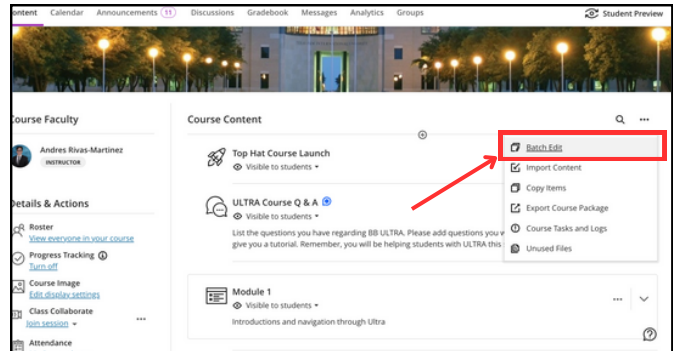 Content Calendar Announcements 11 Discussions Gradebook Messages Analytics Groups Student Preview
Course Faculty
Andres Rivas-Martinez
INSTRUCTOR
Details & Actions
Roster
View everyone in your course
Progress Tracking
Turn off
Course Image
Edit display settings
Class Collaborate
Join session
Attendance
Course Content
Top Hat Course Launch
Visible to students
ULTRA Course Q & A
Visible to students
List the questions you have regarding BB ULTRA. Please add questions you w
give you a tutorial. Remember, you will be helping students with ULTRA this
Module 1
Visible to students
Introductions and navigation through Ultra
Batch Edit
Import Content
Copy Items
Export Course Package
Course Tasks and Logs
Unused Files